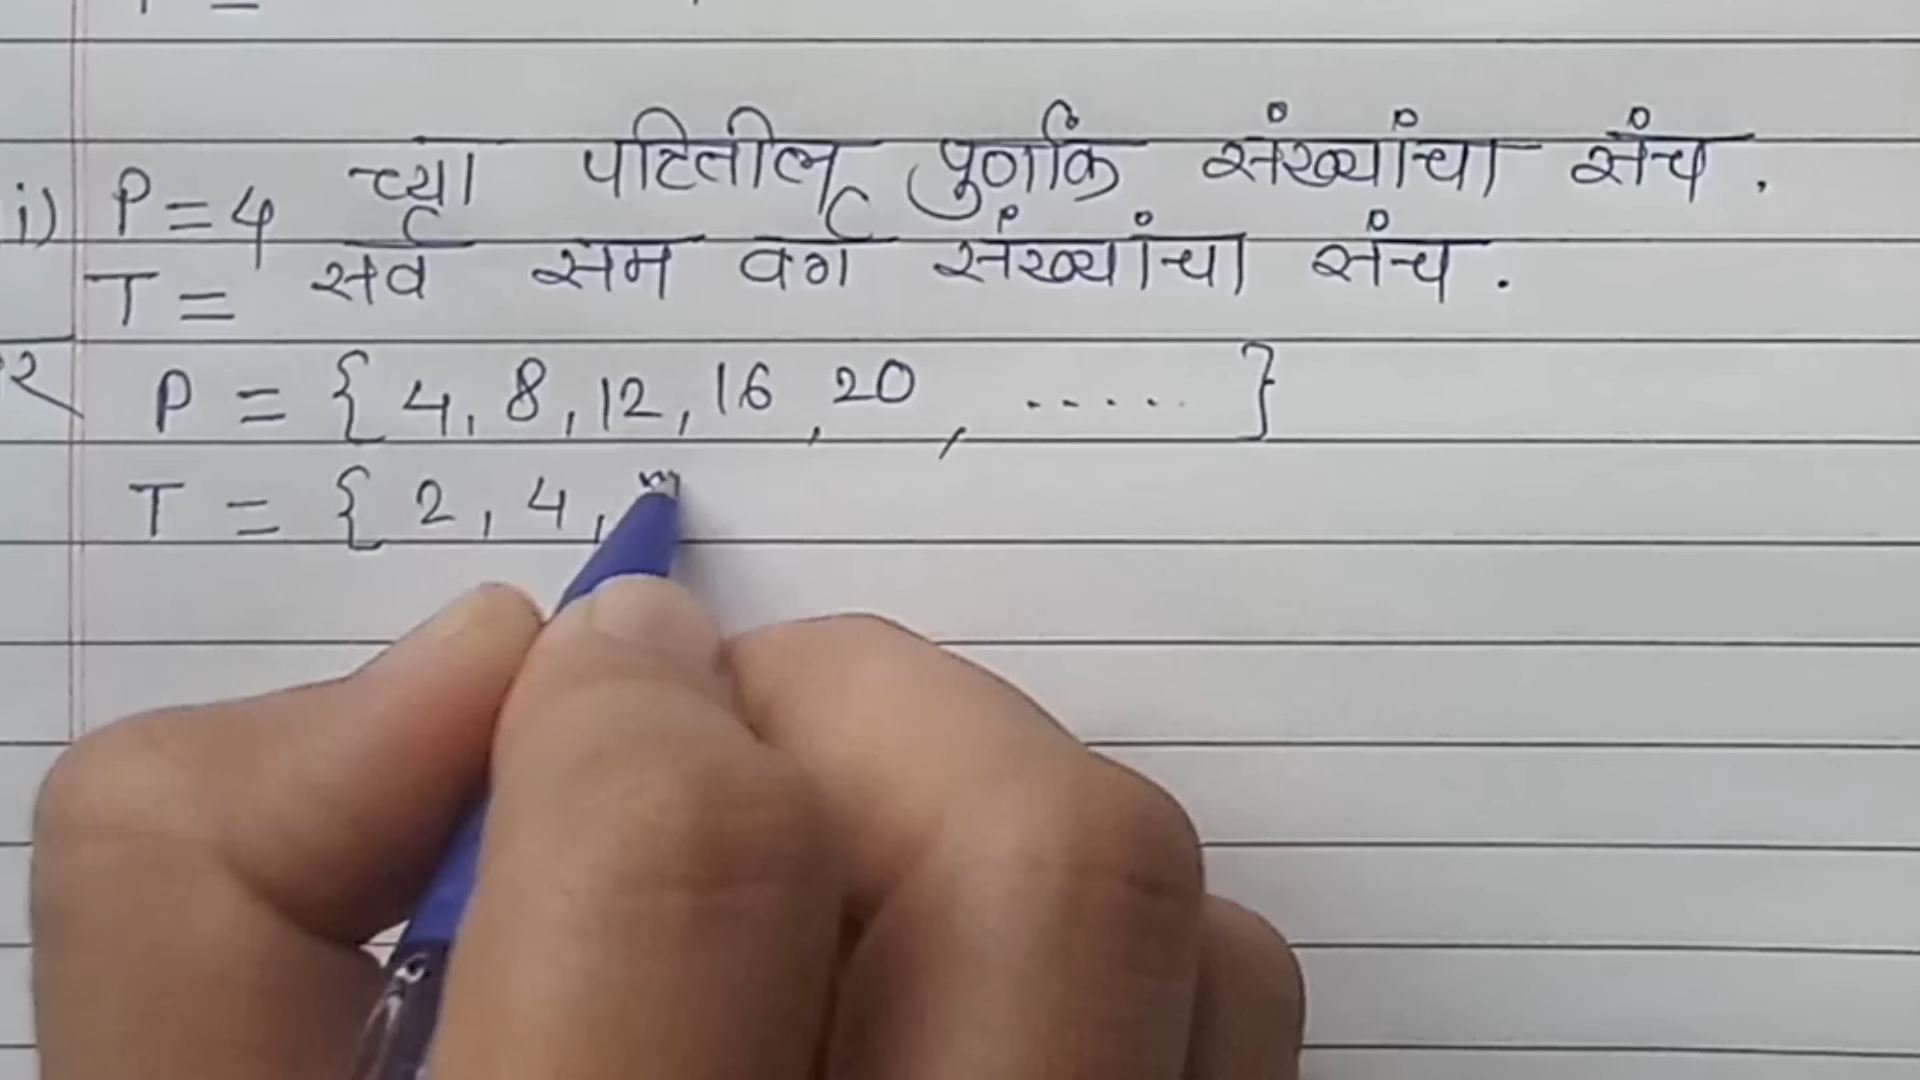 i) P = 4 च्या पटितील पुर्णांक संख्यांचा संच.
T = सर्व सम वर्ग संख्यांचा संच.
P = { 4, 8, 12, 16, 20, ..... }
T = { 2, 4,